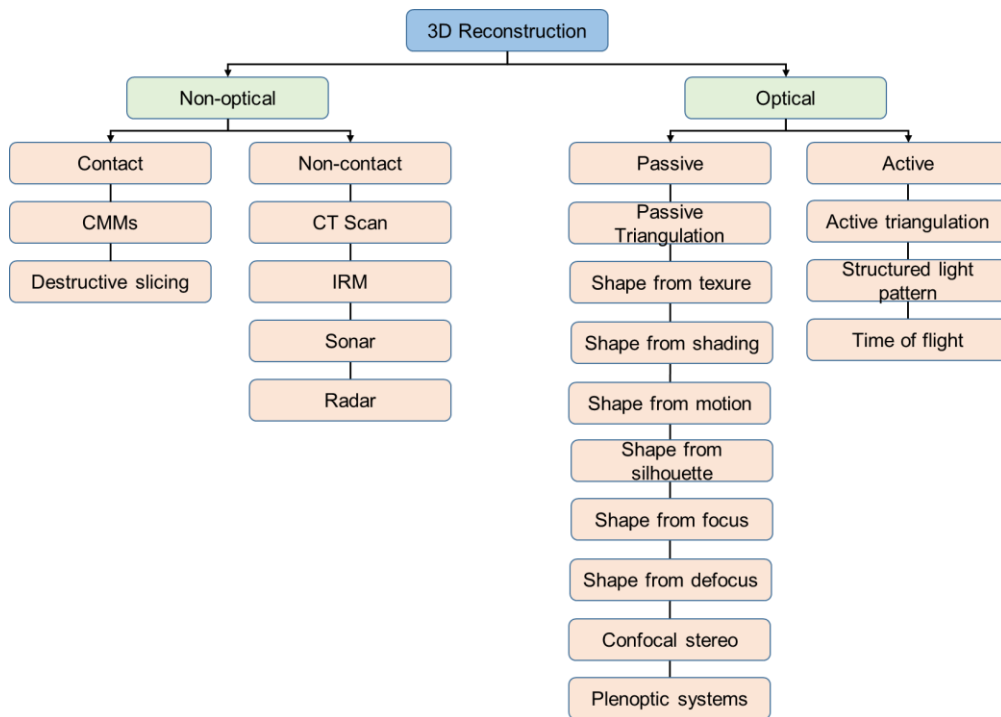 3D Reconstruction
Non-optical
Optical
Contact
Non-contact
Passive
Active
CMMs
CT Scan
Passive
Triangulation
Active triangulation
Destructive slicing
IRM
Shape from texure
Structured light
pattern
Sonar
Shape from shading
Time of flight
Radar
Shape from motion
Shape from
silhouette
Shape from focus
Shape from defocus
Confocal stereo
Plenoptic systems